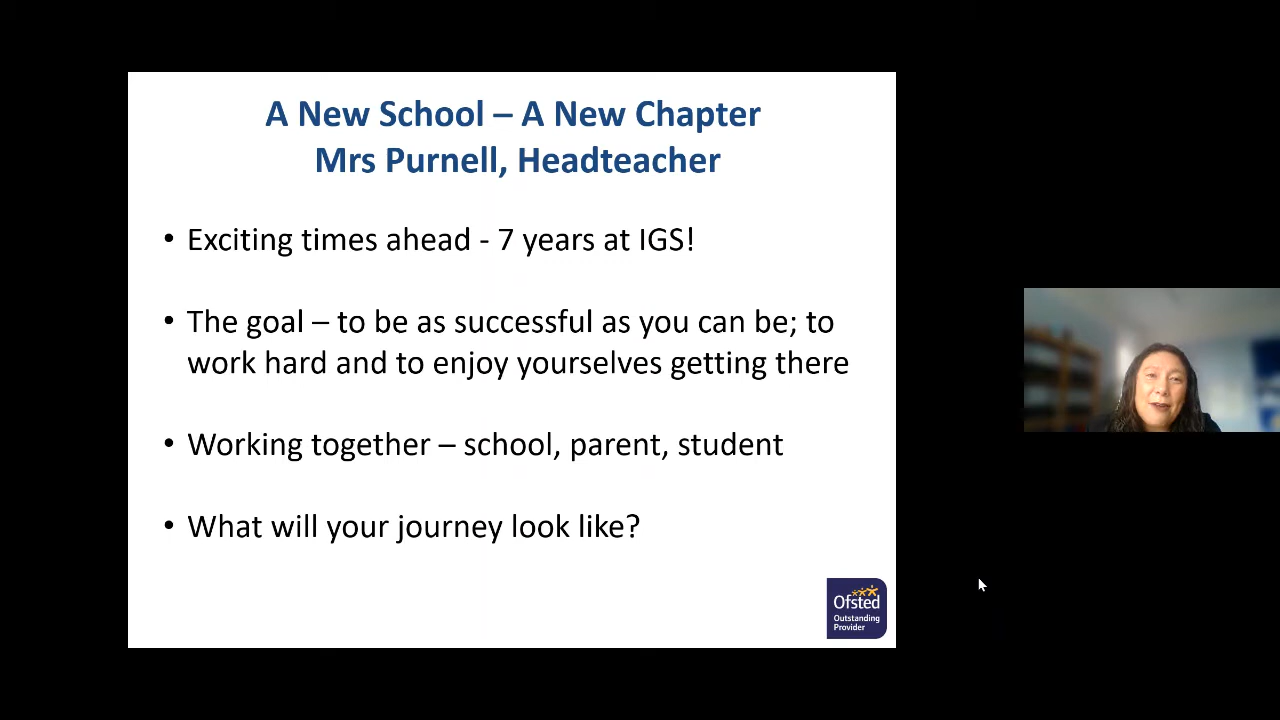 A New School – A New Chapter
Mrs Purnell, Headteacher
• Exciting times ahead - 7 years at IGS!
• The goal – to be as successful as you can be; to
work hard and to enjoy yourselves getting there
• Working together – school, parent, student
• What will your journey look like?
Ofsted
Outstanding
Provider